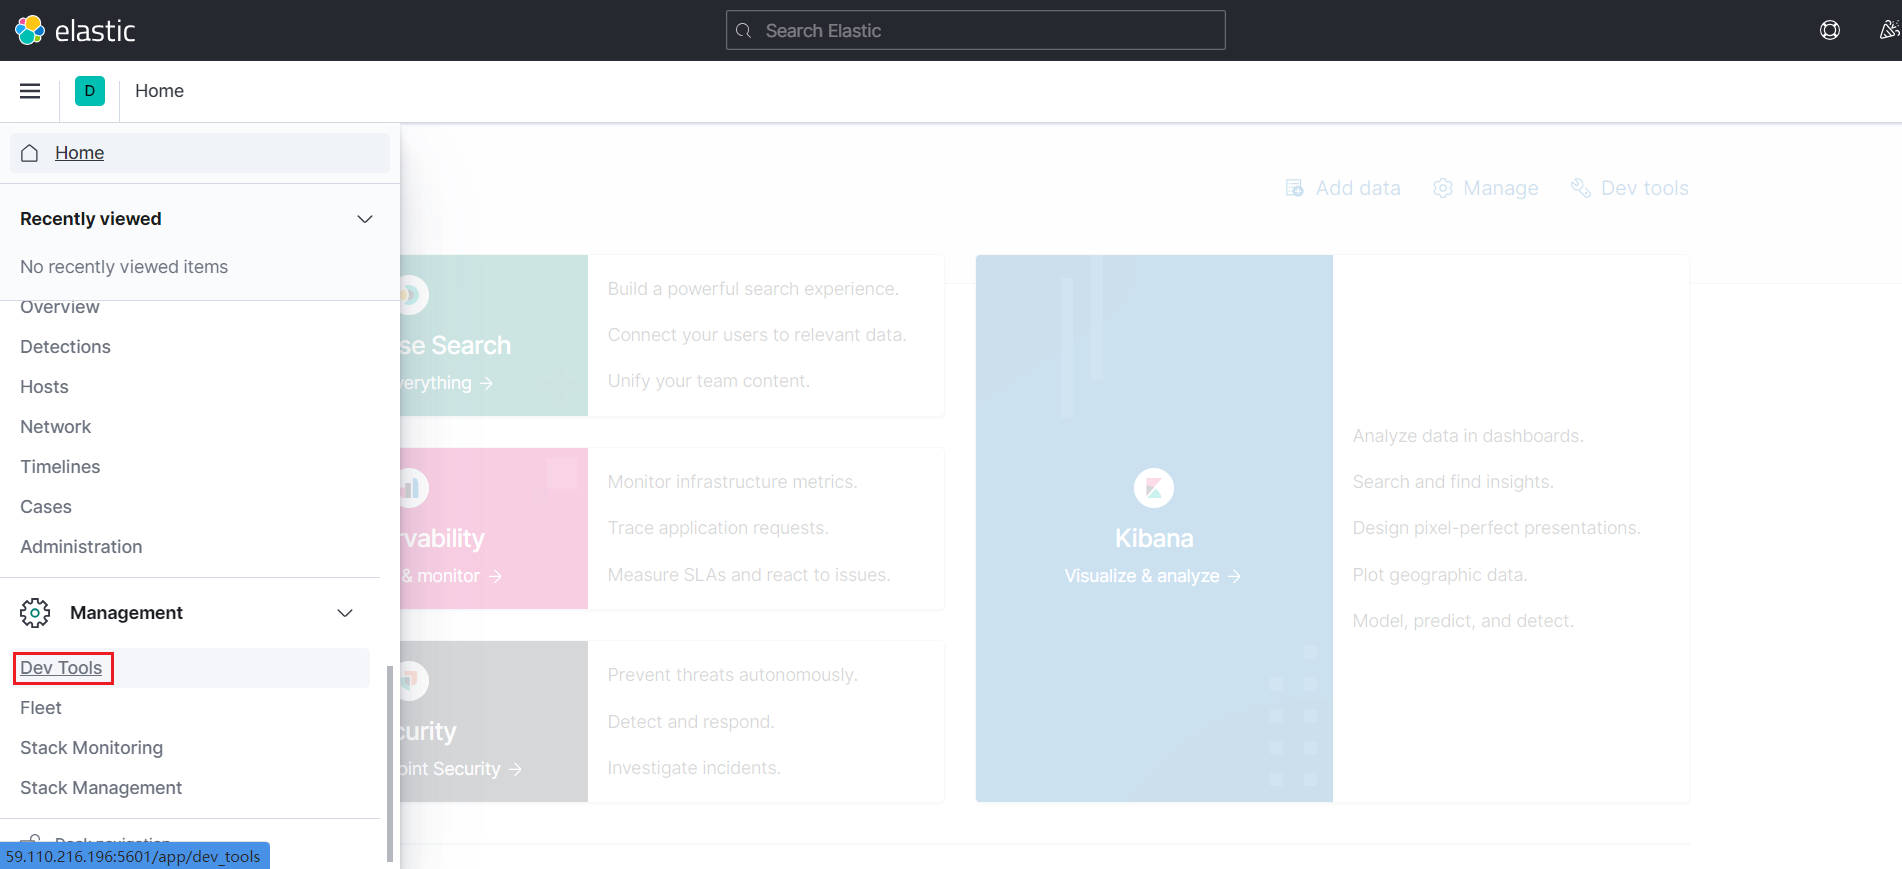 elastic
Search Elastic
D
Home
Home
Recently viewed
No recently viewed items
Overview
Detections
Hosts
Network
Timelines
Cases
Administration
Management
Dev Tools
Fleet
Stack Monitoring
Stack Management
Dock navigation
59.110.216.196:5601/app/dev_tools
Add data
Manage
Dev tools
se Search
verything →
Build a powerful search experience.
Connect your users to relevant data.
Unify your team content.
rvability
& monitor →
Monitor infrastructure metrics.
Trace application requests.
Measure SLAs and react to issues.
curity
oint Security →
Prevent threats autonomously.
Detect and respond.
Investigate incidents.
Kibana
Visualize & analyze →
Analyze data in dashboards.
Search and find insights.
Design pixel-perfect presentations.
Plot geographic data.
Model, predict, and detect.